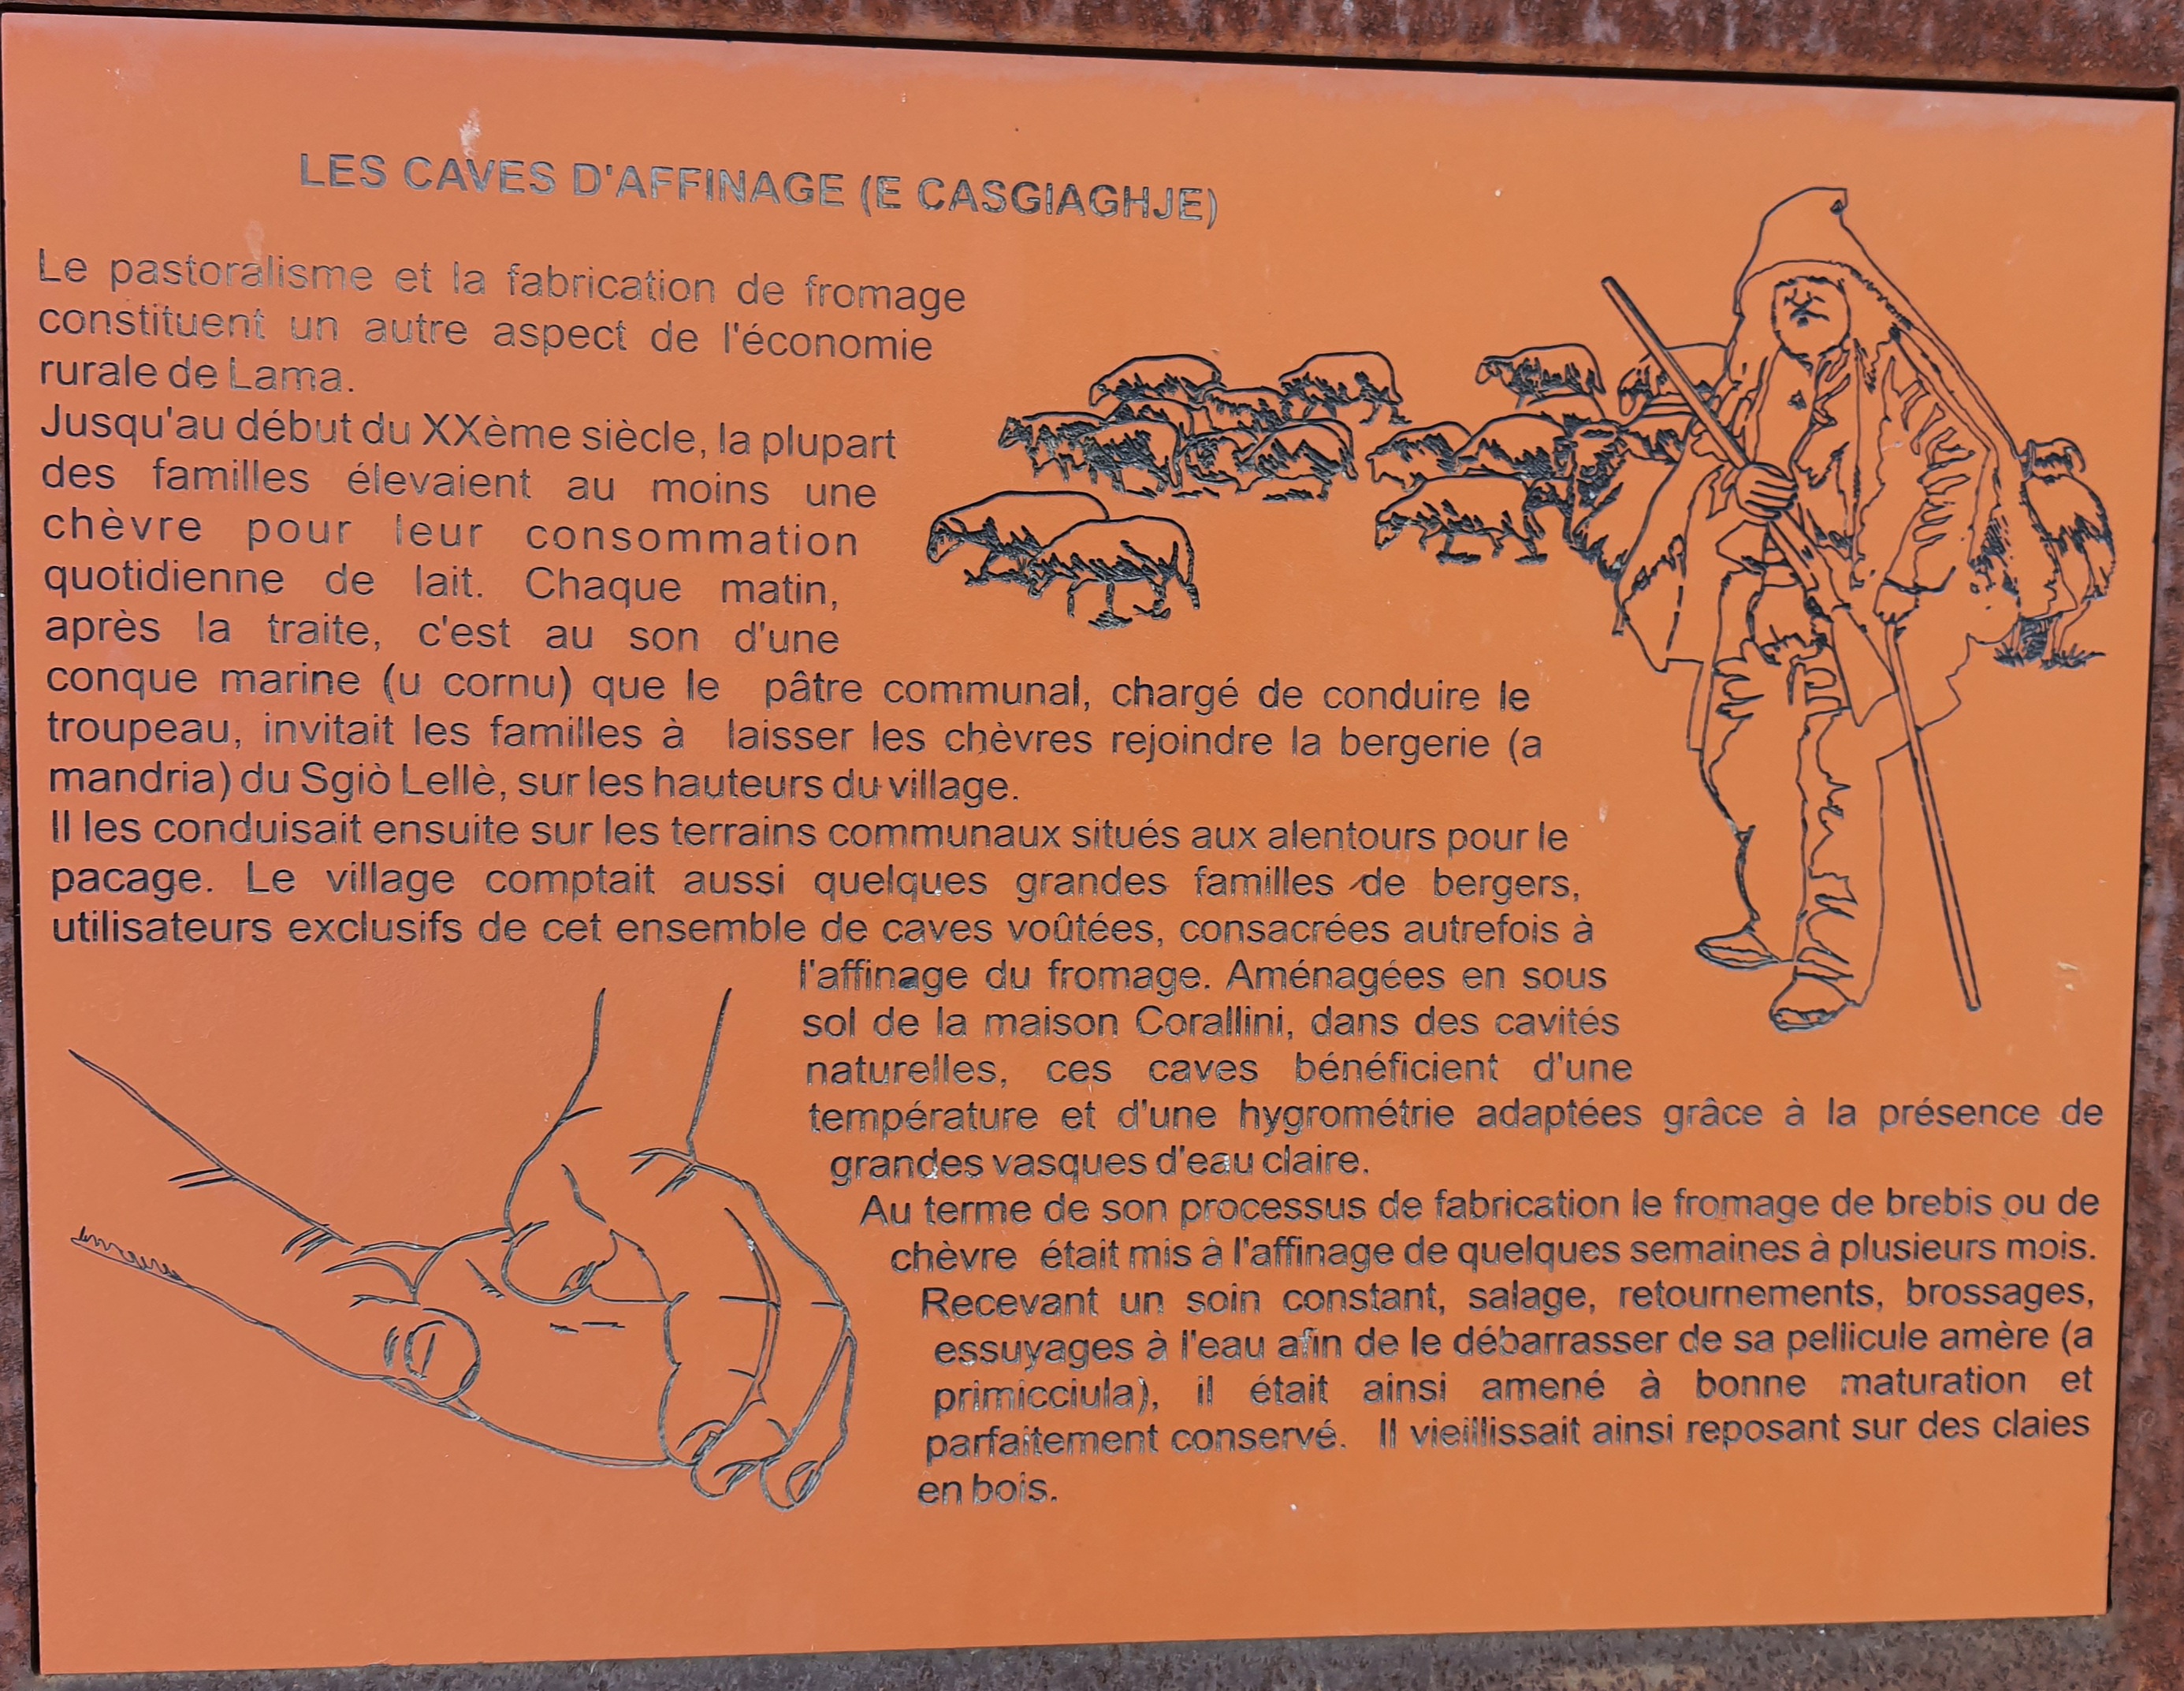 LES CAVES D'AFFINAGE (E CASGIAGHJE)
Le pastoralisme et la fabrication de fromage
constituent un autre aspect de l'économie
rurale de Lama.
Jusqu'au début du XXème siècle, la plupart
des familles élevaient au moins une
chèvre pour leur consommation
quotidienne de lait. Chaque matin,
après la traite, c'est au son d'une
conque marine (u cornu) que le pâtre communal, chargé de conduire le
troupeau, invitait les familles à laisser les chèvres rejoindre la bergerie (a
mandria) du Sgiò Lellè, sur les hauteurs du village.
Il les conduisait ensuite sur les terrains communaux situés aux alentours pour le
pacage. Le village comptait aussi quelques grandes familles de bergers,
utilisateurs exclusifs de cet ensemble de caves voûtées, consacrées autrefois à
l'affinage du fromage. Aménagées en sous
sol de la maison Corallini, dans des cavités
naturelles, ces caves bénéficient d'une
température et d'une hygrométrie adaptées grâce à la présence de
grandes vasques d'eau claire.
Au terme de son processus de fabrication le fromage de brebis ou de
chèvre était mis à l'affinage de quelques semaines à plusieurs mois.
Recevant un soin constant, salage, retournements, brossages,
essuyages à l'eau afin de le débarrasser de sa pellicule amère (a
primicciula), il était ainsi amené à bonne maturation et
parfaitement conservé. Il vieillissait ainsi reposant sur des claies
en bois.